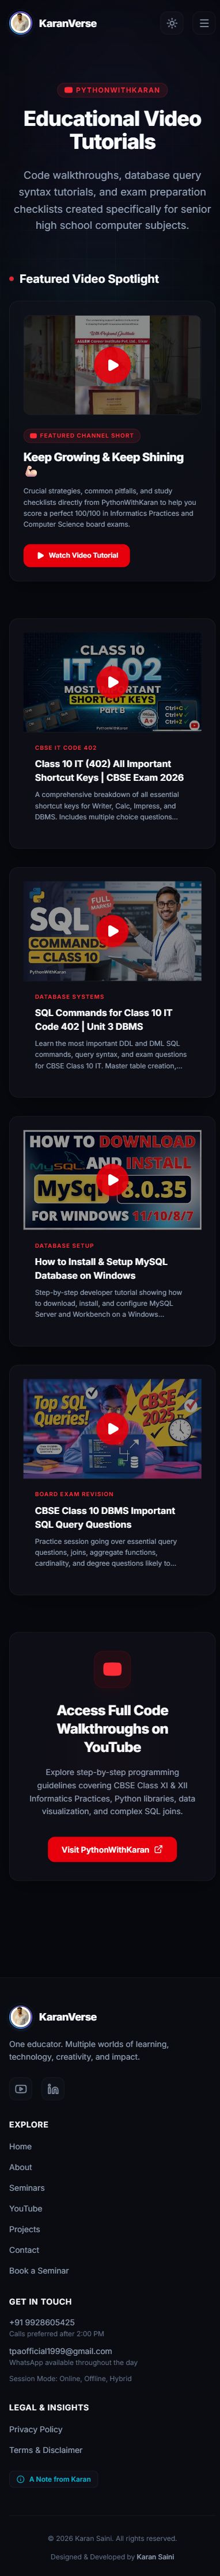 KaranVerse
PYTHONWITHKARAN
Educational Video
Tutorials
Code walkthroughs, database query
syntax tutorials, and exam preparation
checklists created specifically for senior
high school computer subjects.
Featured Video Spotlight
With Profound Gratitude
FEATURED CHANNEL SHORT
Keep Growing & Keep Shining
💪🏻
Crucial strategies, common pitfalls, and study
checklists directly from PythonWithKaran to help you
score a perfect 100/100 in Informatics Practices and
Computer Science board exams.
Watch Video Tutorial
CLASS 10
IT 402
MOST IMPORTANT
SHORTCUT KEYS
Part B
Ctrl+C ✓
Ctrl+V ✓
Ctrl+Z ✓
A+
PythonWithKaran
CBSE IT CODE 402
Class 10 IT (402) All Important
Shortcut Keys | CBSE Exam 2026
A comprehensive breakdown of all essential
shortcut keys for Writer, Calc, Impress, and
DBMS. Includes multiple choice questions...
FULL
MARKS!
SQL
COMMANDS
CLASS 10
PythonWithKaran
DATABASE SYSTEMS
SQL Commands for Class 10 IT
Code 402 | Unit 3 DBMS
Learn the most important DDL and DML SQL
commands, query syntax, and exam questions
for CBSE Class 10 IT. Master table creation,...
HOW TO DOWNLOAD
MySQL AND INSTALL
MySQL 8.0.35
FOR WINDOWS 11/10/8/7
DATABASE SETUP
How to Install & Setup MySQL
Database on Windows
Step-by-step developer tutorial showing how
to download, install, and configure MySQL
Server and Workbench on a Windows...
Top SQL
Queries!
CBSE
2025
BOARD EXAM REVISION
CBSE Class 10 DBMS Important
SQL Query Questions
Practice session going over essential query
questions, joins, aggregate functions,
cardinality, and degree questions likely to...
Access Full Code
Walkthroughs on
YouTube
Explore step-by-step programming
guidelines covering CBSE Class XI & XII
Informatics Practices, Python libraries, data
visualization, and complex SQL joins.
Visit PythonWithKaran
KaranVerse
One educator. Multiple worlds of learning,
technology, creativity, and impact.
EXPLORE
Home
About
Seminars
YouTube
Projects
Contact
Book a Seminar
GET IN TOUCH
+91 9928605425
Calls preferred after 2:00 PM
tpaofficial1999@gmail.com
WhatsApp available throughout the day
Session Mode: Online, Offline, Hybrid
LEGAL & INSIGHTS
Privacy Policy
Terms & Disclaimer
A Note from Karan
© 2026 Karan Saini. All rights reserved.
Designed & Developed by Karan Saini